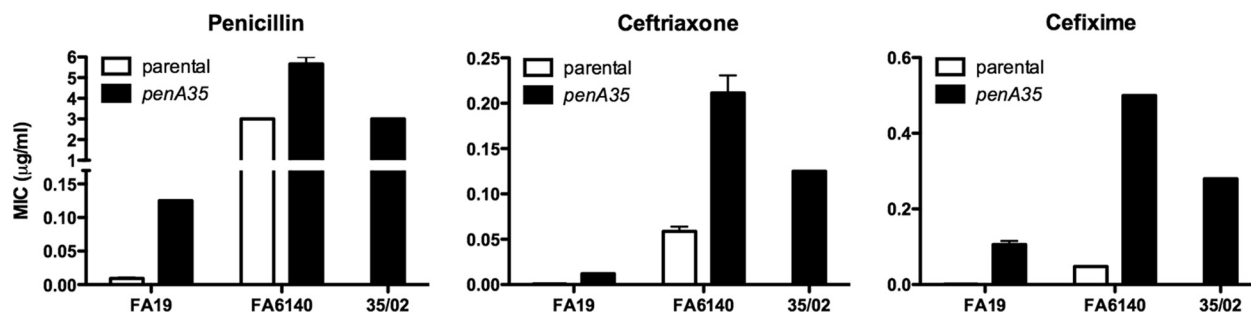 Penicillin
MIC (μg/ml)
6
5
4
3
2
1
0.15
0.10
0.05
0.00
parental
penA35
FA19 FA6140 35/02
Ceftriaxone
0.25
0.20
0.15
0.10
0.05
0.00
parental
penA35
FA19 FA6140 35/02
Cefixime
0.6
0.4
0.2
0.0
parental
penA35
FA19 FA6140 35/02